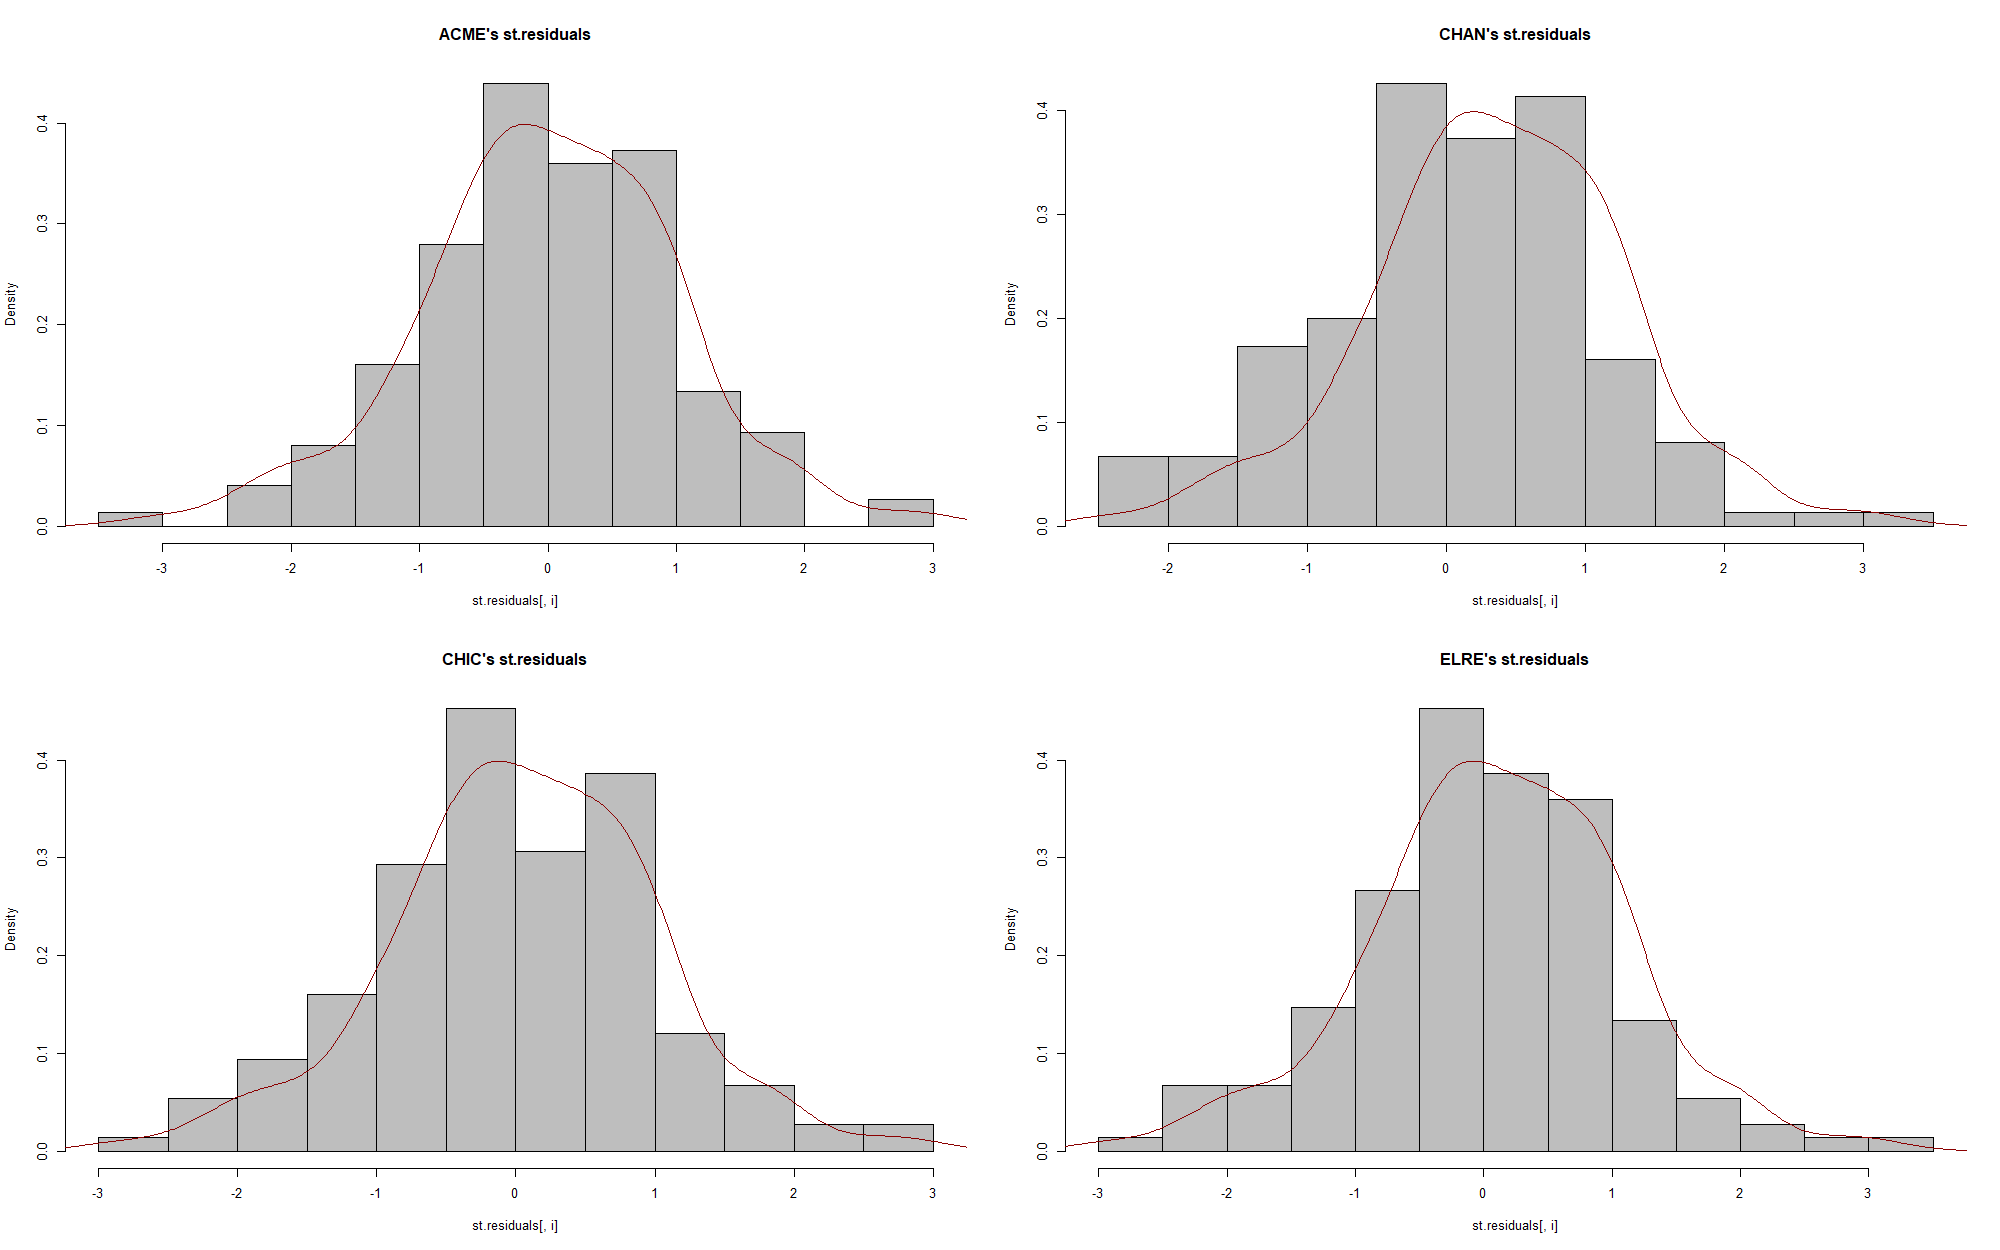 ACME's st.residuals
Density
0.0 0.1 0.2 0.3 0.4
-3 -2 -1 0 1 2 3
st.residuals[, i]
CHAN's st.residuals
Density
0.0 0.1 0.2 0.3 0.4
-2 -1 0 1 2 3
st.residuals[, i]
CHIC's st.residuals
Density
0.0 0.1 0.2 0.3 0.4
-3 -2 -1 0 1 2 3
st.residuals[, i]
ELRE's st.residuals
Density
0.0 0.1 0.2 0.3 0.4
-3 -2 -1 0 1 2 3
st.residuals[, i]